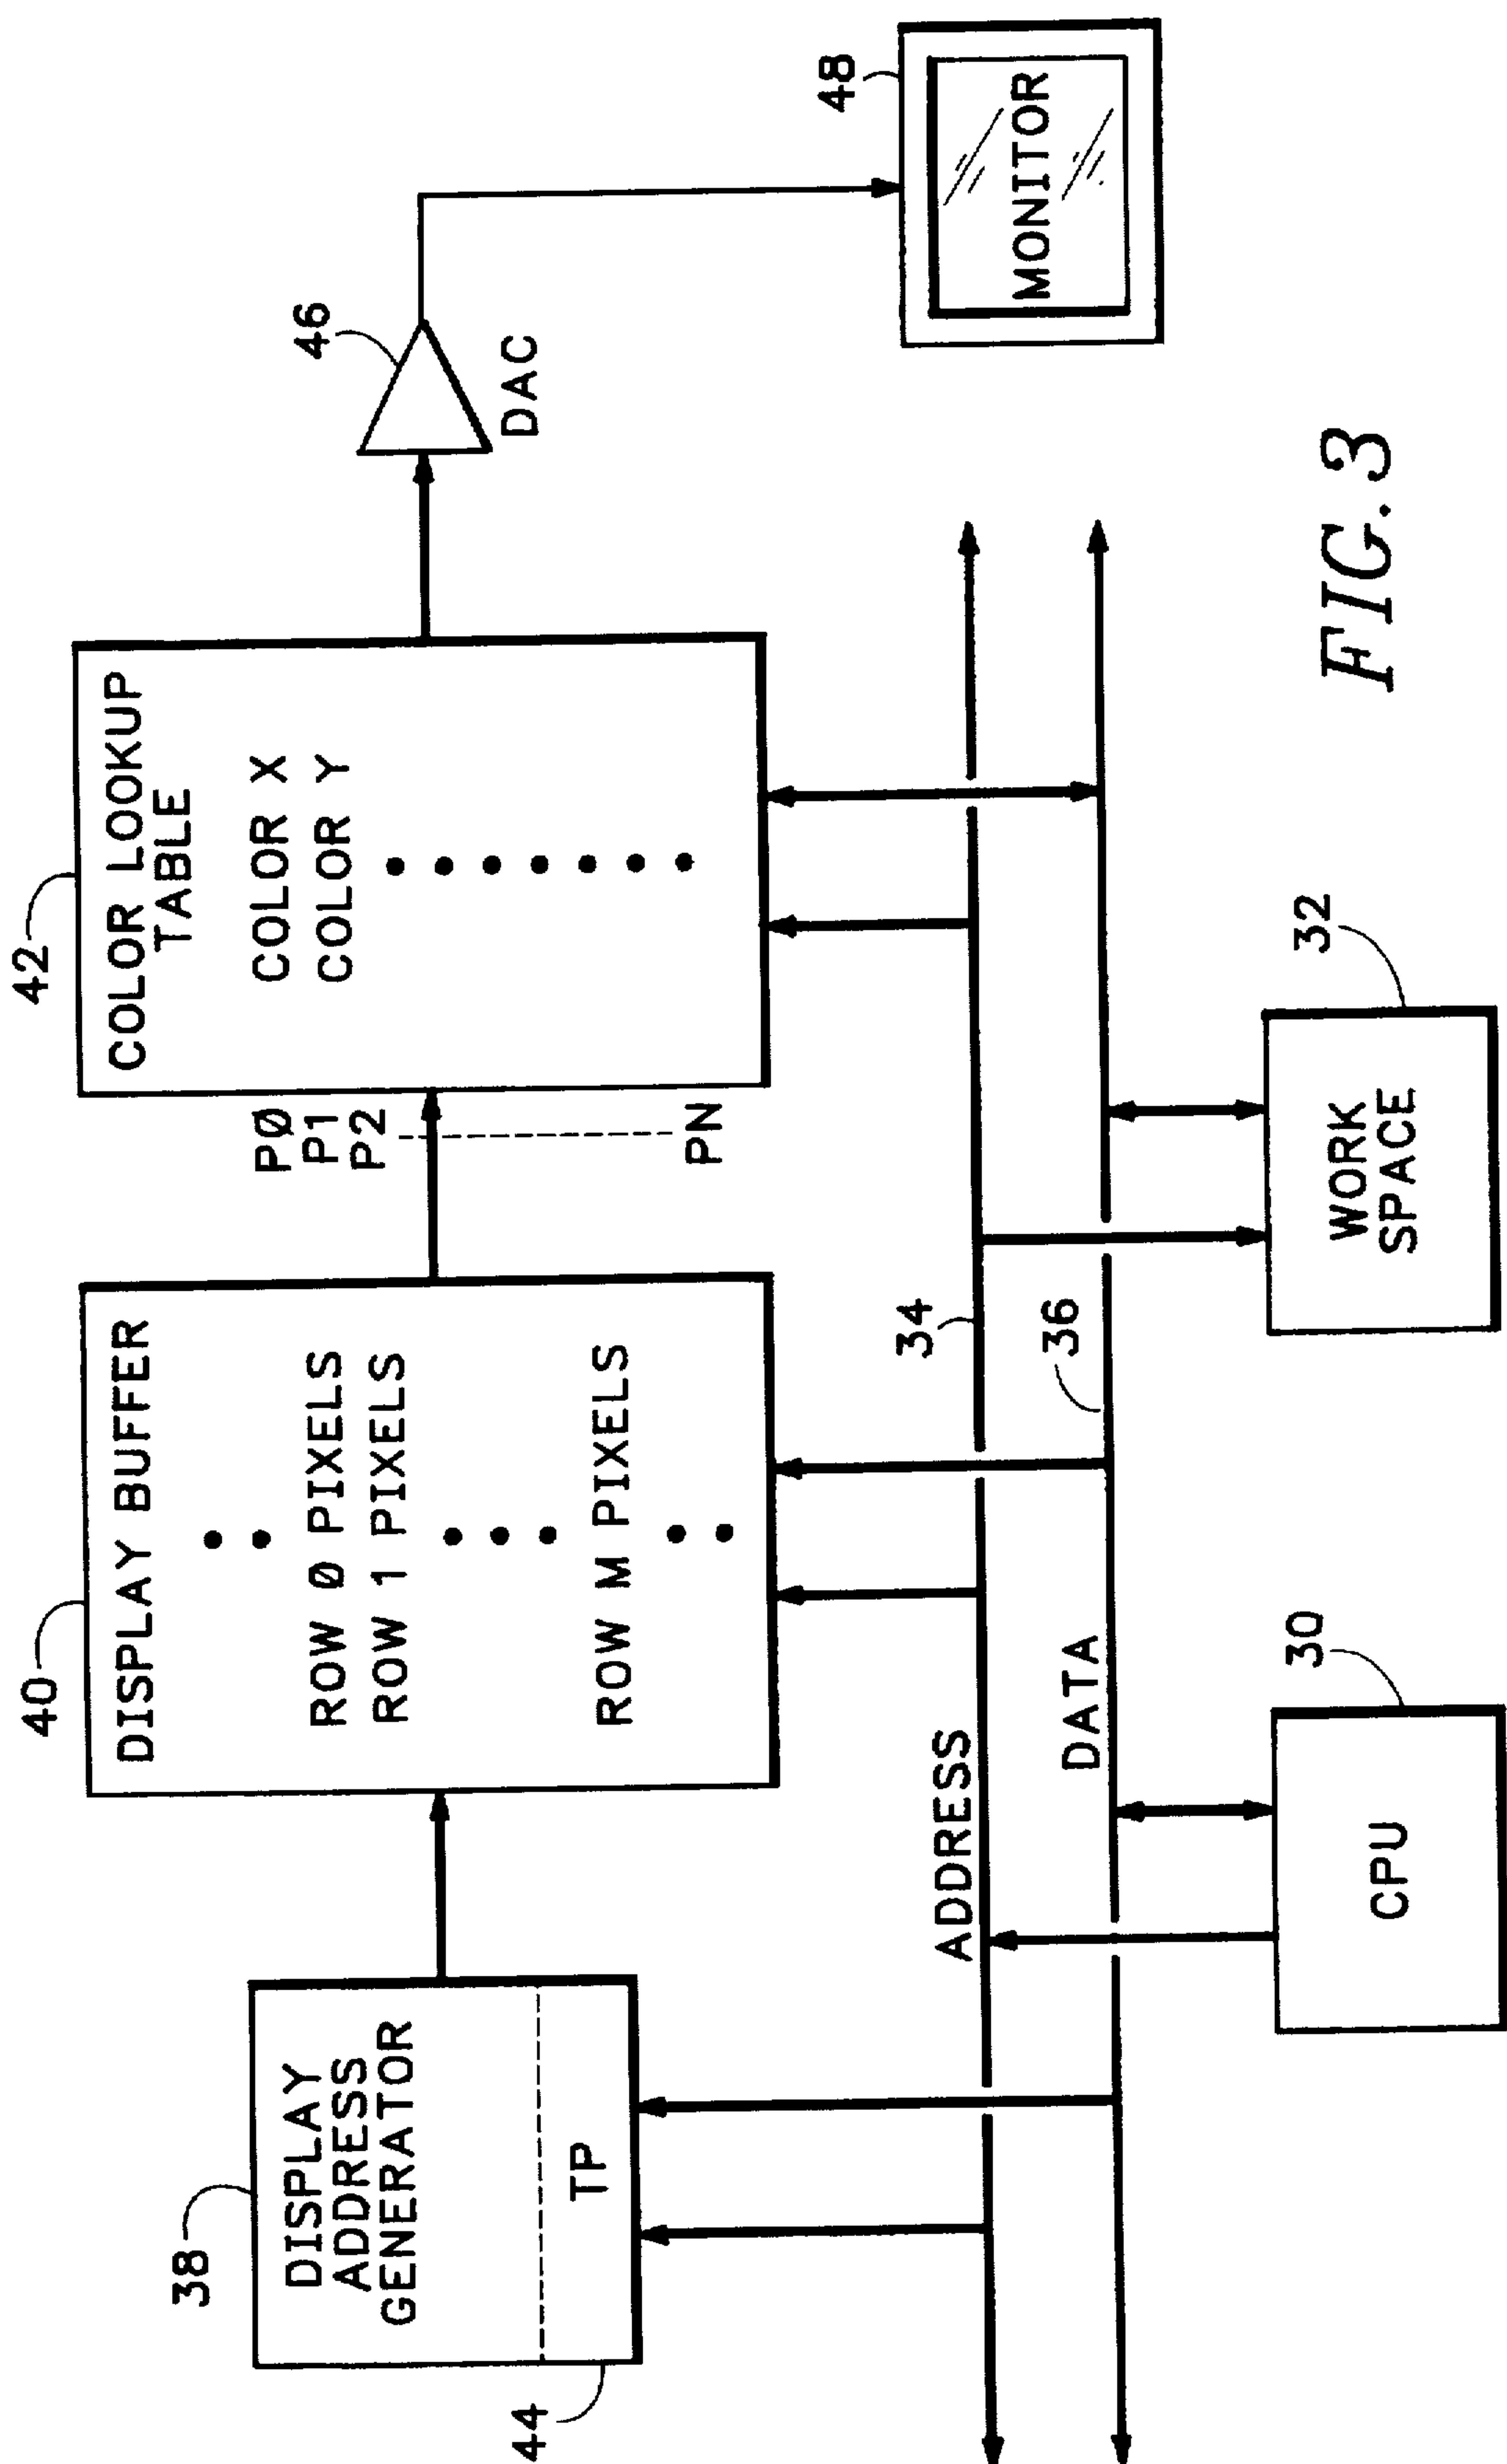 42
40
38
46
COLOR LOOKUP
TABLE
DISPLAY BUFFER
DISPLAY
ADDRESS
GENERATOR
COLOR X
COLOR Y
PØ
P1
P2
PN
ROW Ø PIXELS
ROW 1 PIXELS
ROW M PIXELS
TP
44
DAC
48
MONITOR
34
ADDRESS
36
DATA
32
30
WORK
SPACE
CPU
FIG. 3